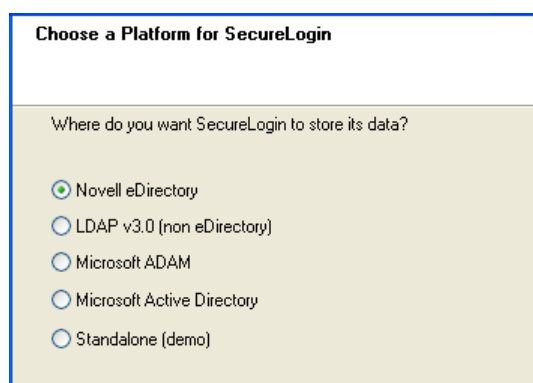 Choose a Platform for SecureLogin
Where do you want SecureLogin to store its data?
Novell eDirectory
LDAP v3.0 (non eDirectory)
Microsoft ADAM
Microsoft Active Directory
Standalone (demo)